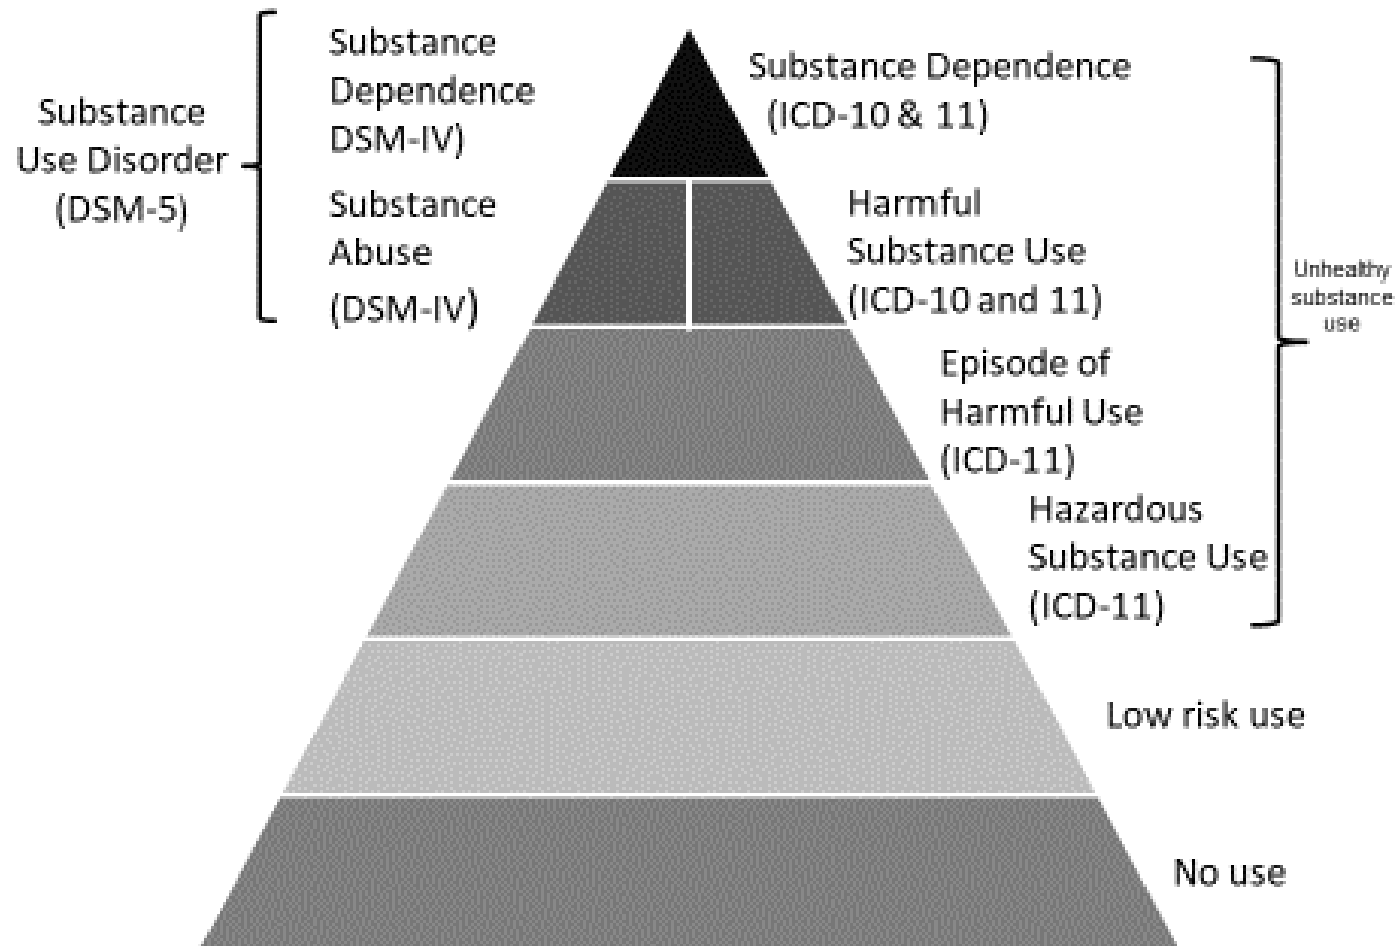 Substance
Use Disorder
(DSM-5)
Substance
Dependence
DSM-IV)
Substance
Abuse
(DSM-IV)
Substance Dependence
(ICD-10 & 11)
Harmful
Substance Use
(ICD-10 and 11)
Episode of
Harmful Use
(ICD-11)
Hazardous
Substance Use
(ICD-11)
Unhealthy
substance
use
Low risk use
No use